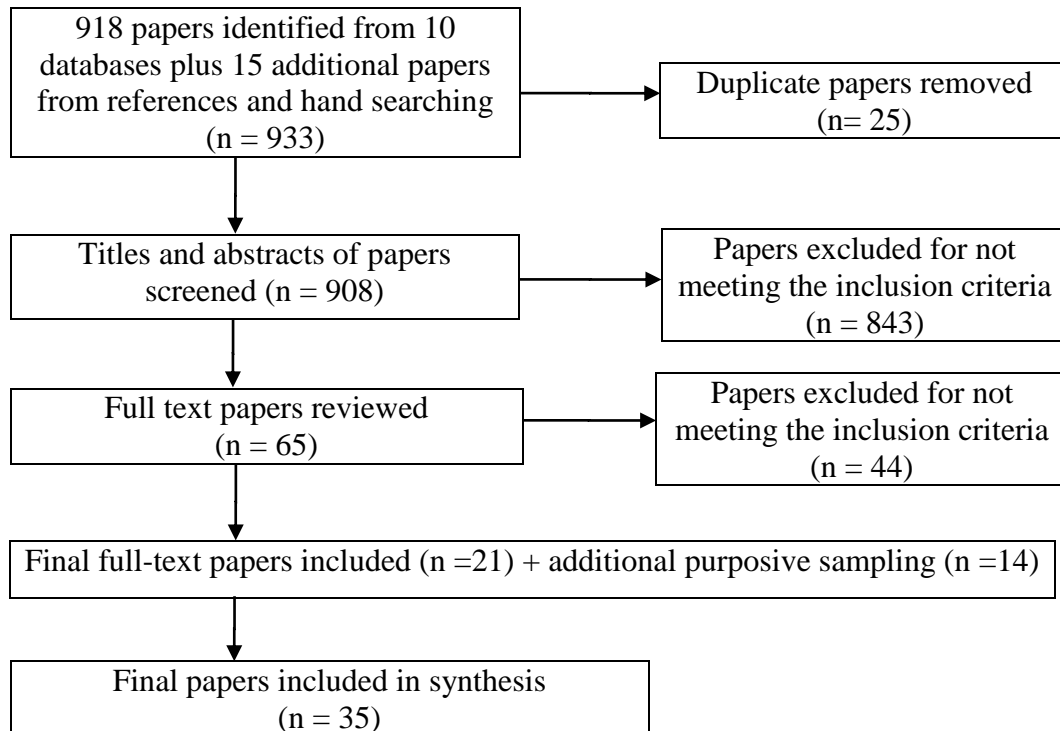 918 papers identified from 10
databases plus 15 additional papers
from references and hand searching
(n = 933)
Duplicate papers removed
(n= 25)
Titles and abstracts of papers
screened (n = 908)
Papers excluded for not
meeting the inclusion criteria
(n = 843)
Full text papers reviewed
(n = 65)
Papers excluded for not
meeting the inclusion criteria
(n = 44)
Final full-text papers included (n =21) + additional purposive sampling (n =14)
Final papers included in synthesis
(n = 35)